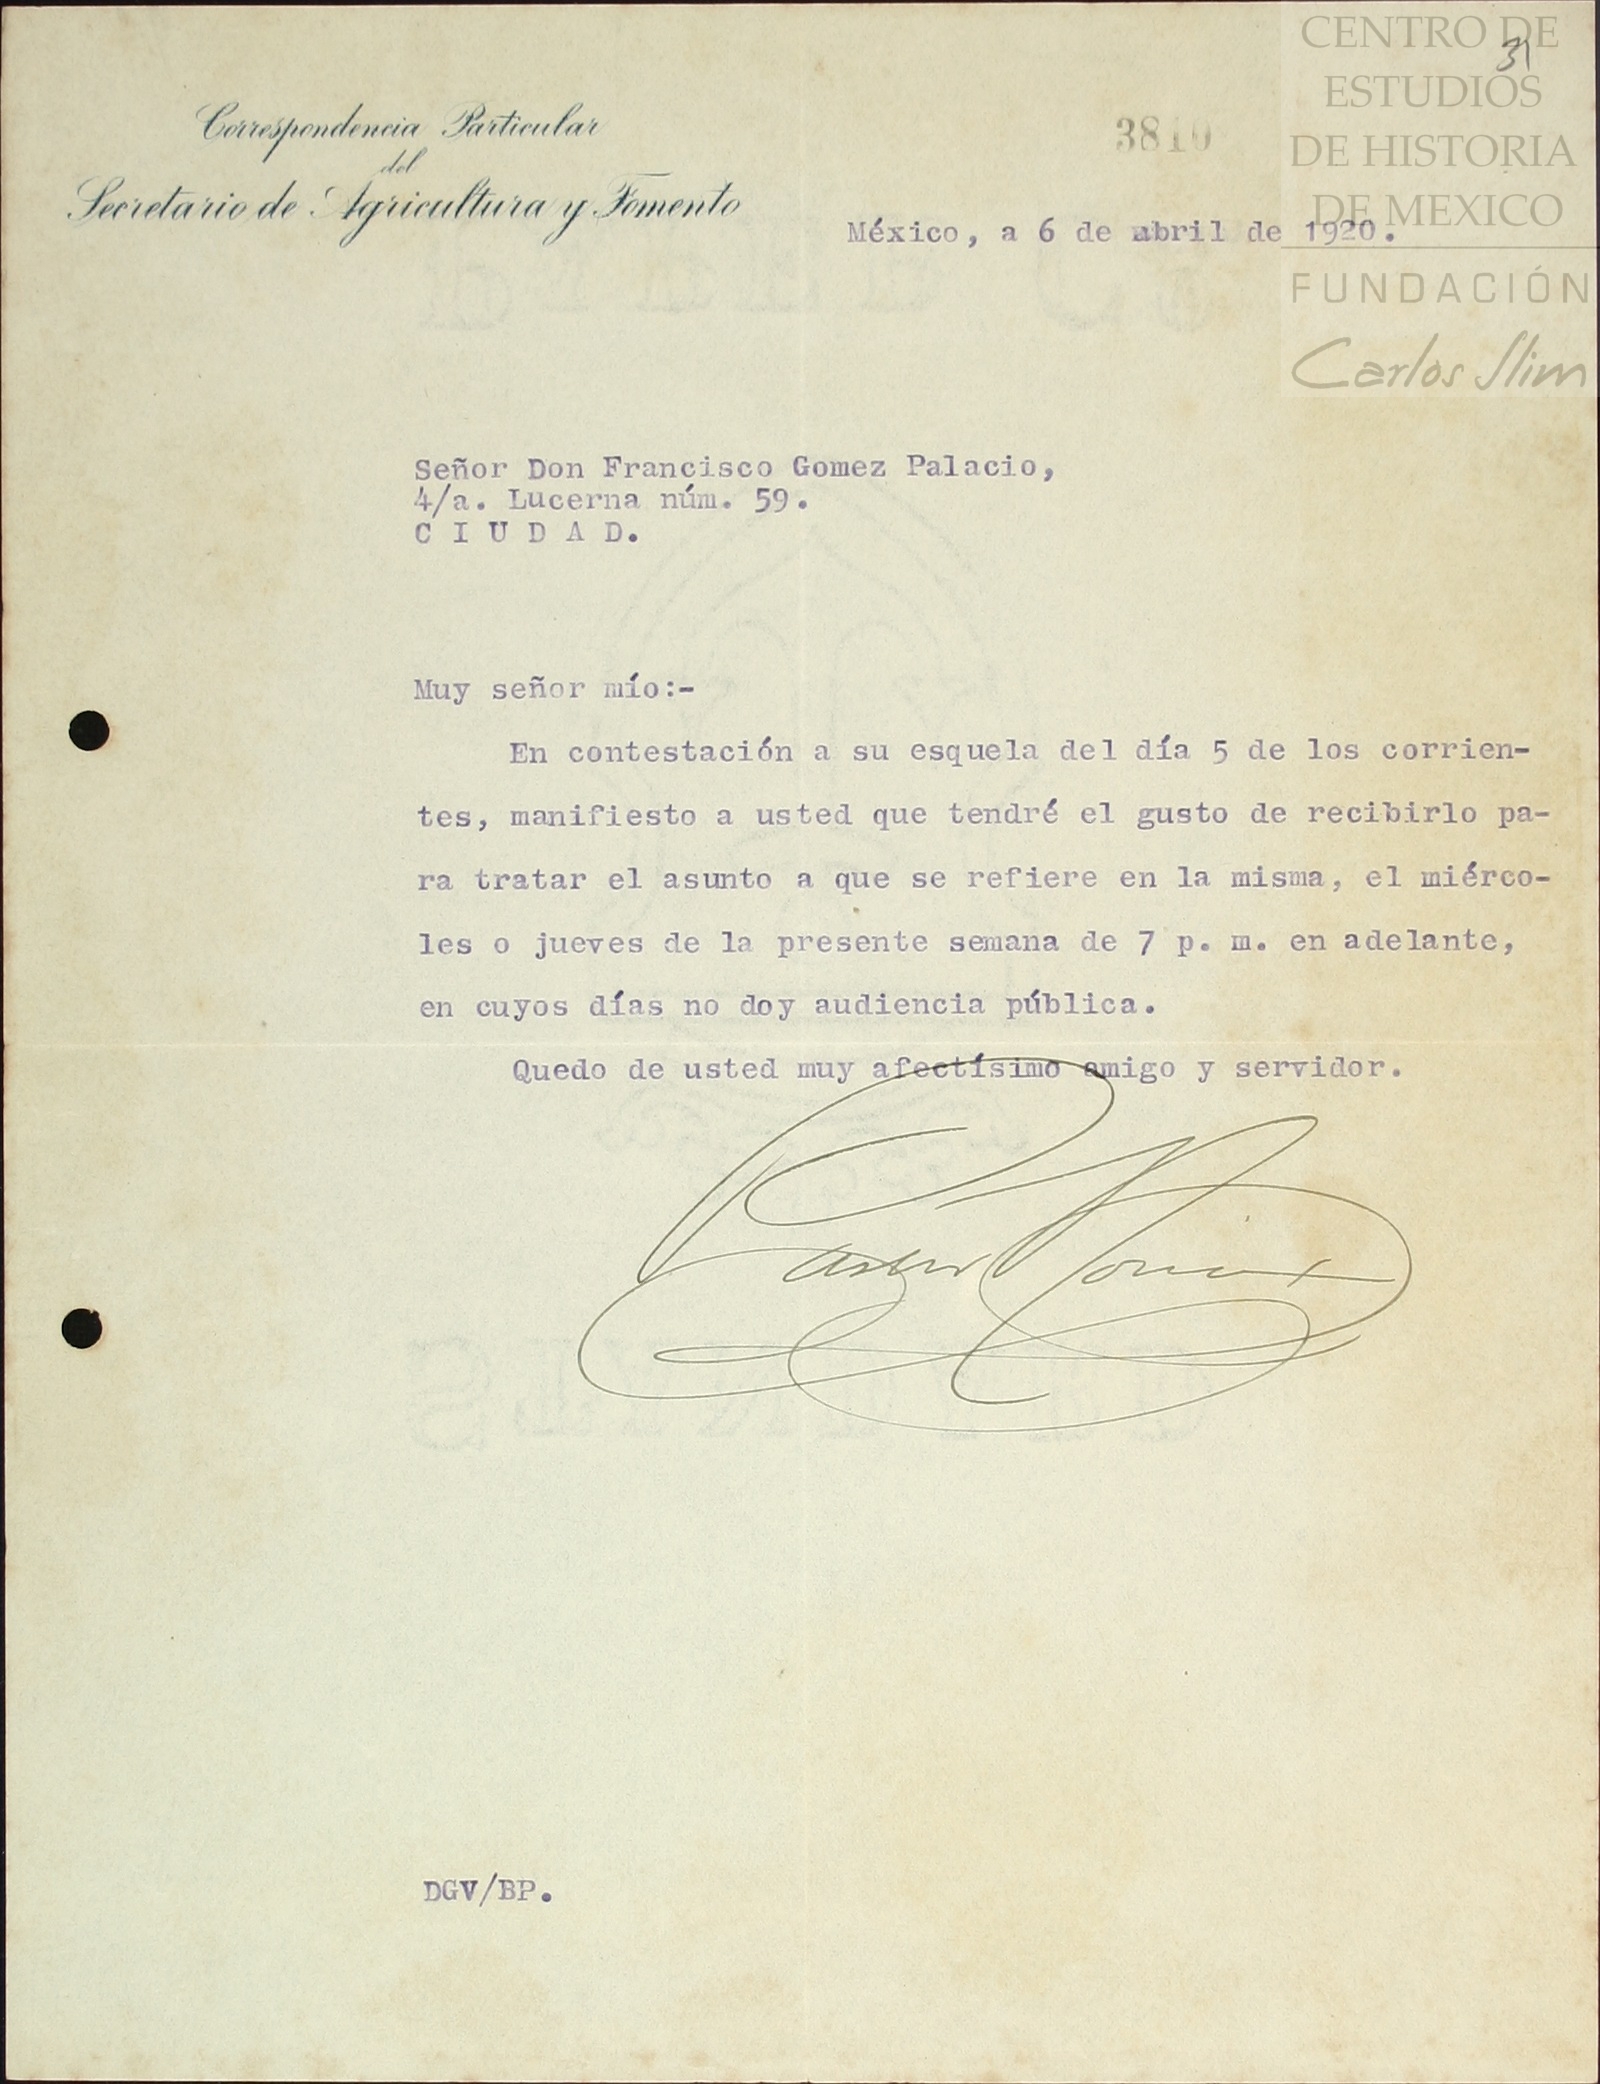 CENTRO DE
ESTUDIOS
DE HISTORIA
DE MEXICO
FUNDACIÓN
Carlos Slim
31
3810
Correspondencia Particular
del
Secretario de Agricultura y Fomento
México, a 6 de abril de 1920.
Señor Don Francisco Gomez Palacio,
4/a. Lucerna núm. 59.
C I U D A D.
Muy señor mío:-
En contestación a su esquela del día 5 de los corrien-
tes, manifiesto a usted que tendré el gusto de recibirlo pa-
ra tratar el asunto a que se refiere en la misma, el miérco-
les o jueves de la presente semana de 7 p. m. en adelante,
en cuyos días no doy audiencia pública.
Quedo de usted muy afectísimo amigo y servidor.
DGV/BP.